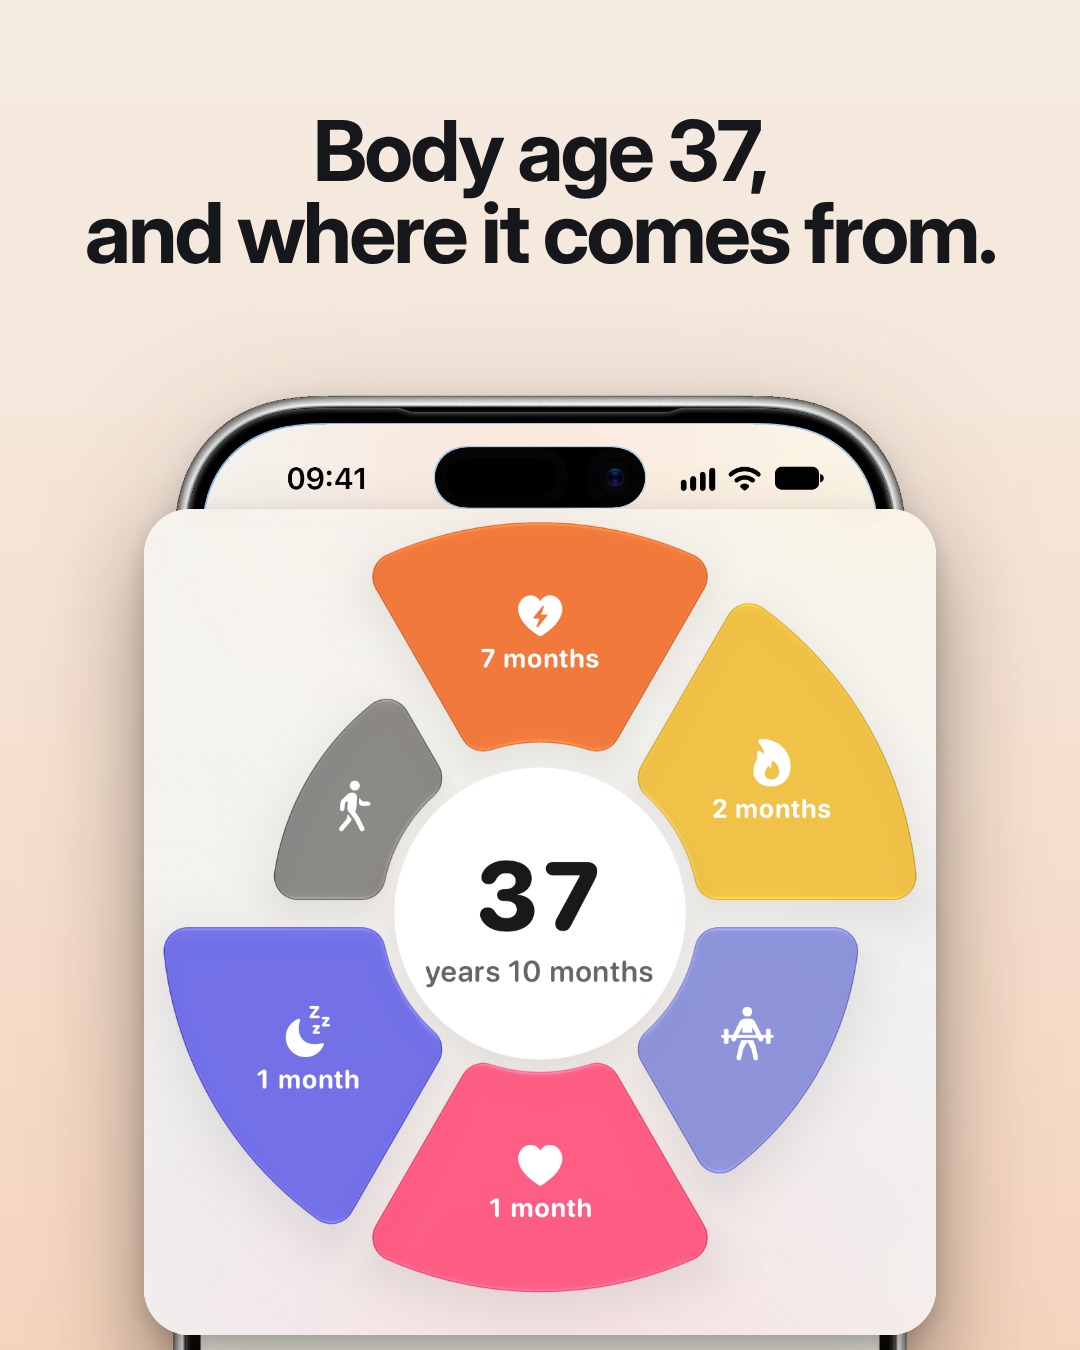 Body age 37,
and where it comes from.
09:41
7 months
2 months
37
years 10 months
zzz
1 month
1 month